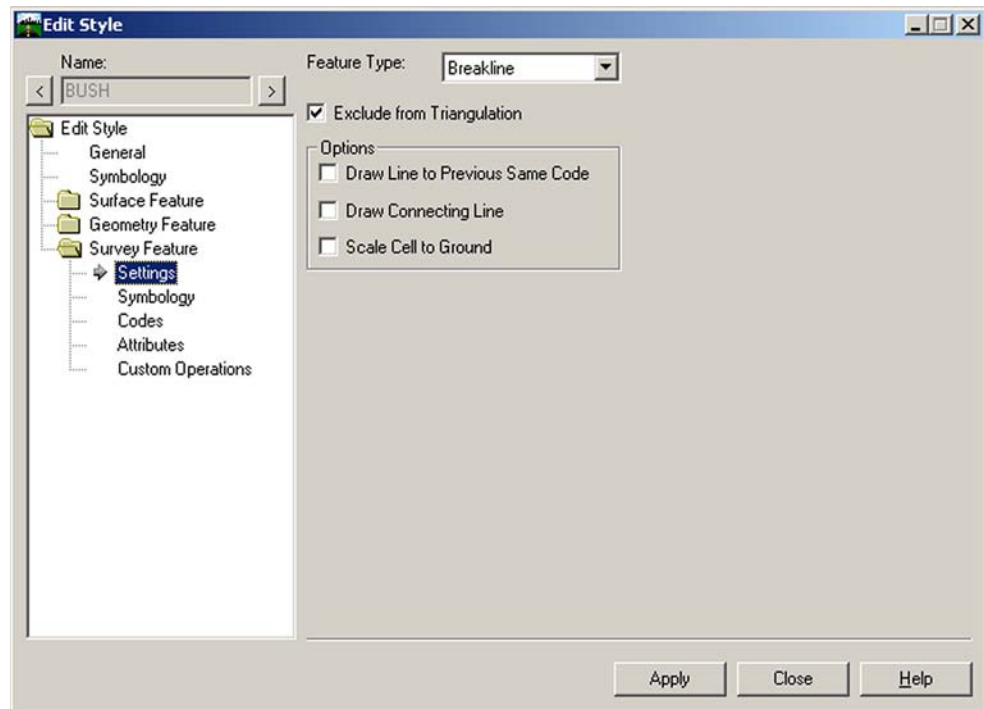 Edit Style
Name:
< BUSH >
Edit Style
General
Symbology
Surface Feature
Geometry Feature
Survey Feature
Settings
Symbology
Codes
Attributes
Custom Operations
Feature Type: Breakline
Exclude from Triangulation
Options
Draw Line to Previous Same Code
Draw Connecting Line
Scale Cell to Ground
Apply Close Help